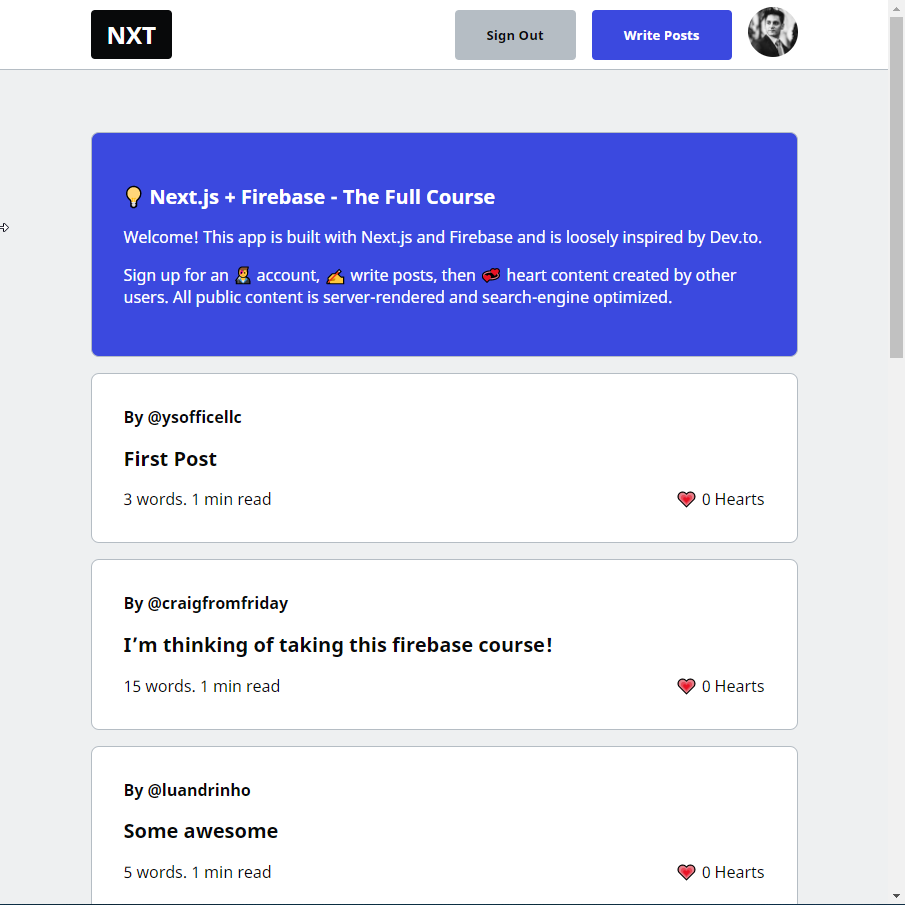 NXT
Sign Out
Write Posts
💡 Next.js + Firebase - The Full Course
Welcome! This app is built with Next.js and Firebase and is loosely inspired by Dev.to.
Sign up for an 👨‍🎤 account, ✍️ write posts, then 💞 heart content created by other
users. All public content is server-rendered and search-engine optimized.
By @ysofficellc
First Post
3 words. 1 min read
💗 0 Hearts
By @craigfromfriday
I’m thinking of taking this firebase course!
15 words. 1 min read
💗 0 Hearts
By @luandrinho
Some awesome
5 words. 1 min read
💗 0 Hearts